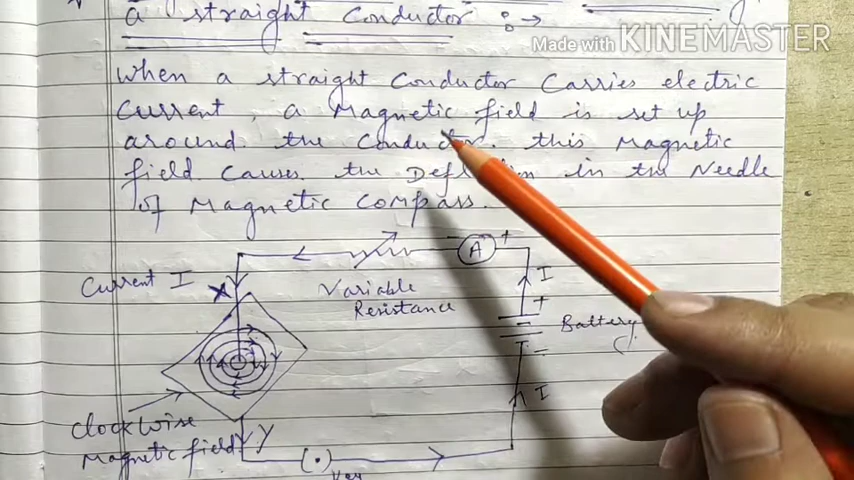 a straight Conductor :→
Made with KINEMASTER
When a straight Conductor Carries electric
Current, a Magnetic field is set up
around the Conductor. this Magnetic
field Causes the in the Needle
of Magnetic Compass.
- A +
Current I
X
Variable
Resistance
I
+
Battery
-
I
Clockwise
Magnetic field
Y
(•)
Key